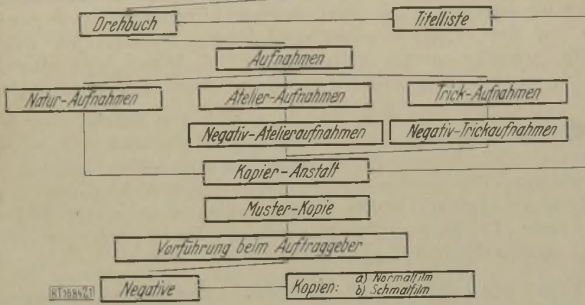 Drehbuch
Titelliste
Aufnahmen
Natur-Aufnahmen
Atelier-Aufnahmen
Trick-Aufnahmen
Negativ-Atelieraufnahmen
Negativ-Trickaufnahmen
Kopier-Anstalt
Muster-Kopie
Vorführung beim Auftraggeber
Negative
Kopien: a) Normalfilm
b) Schmalfilm